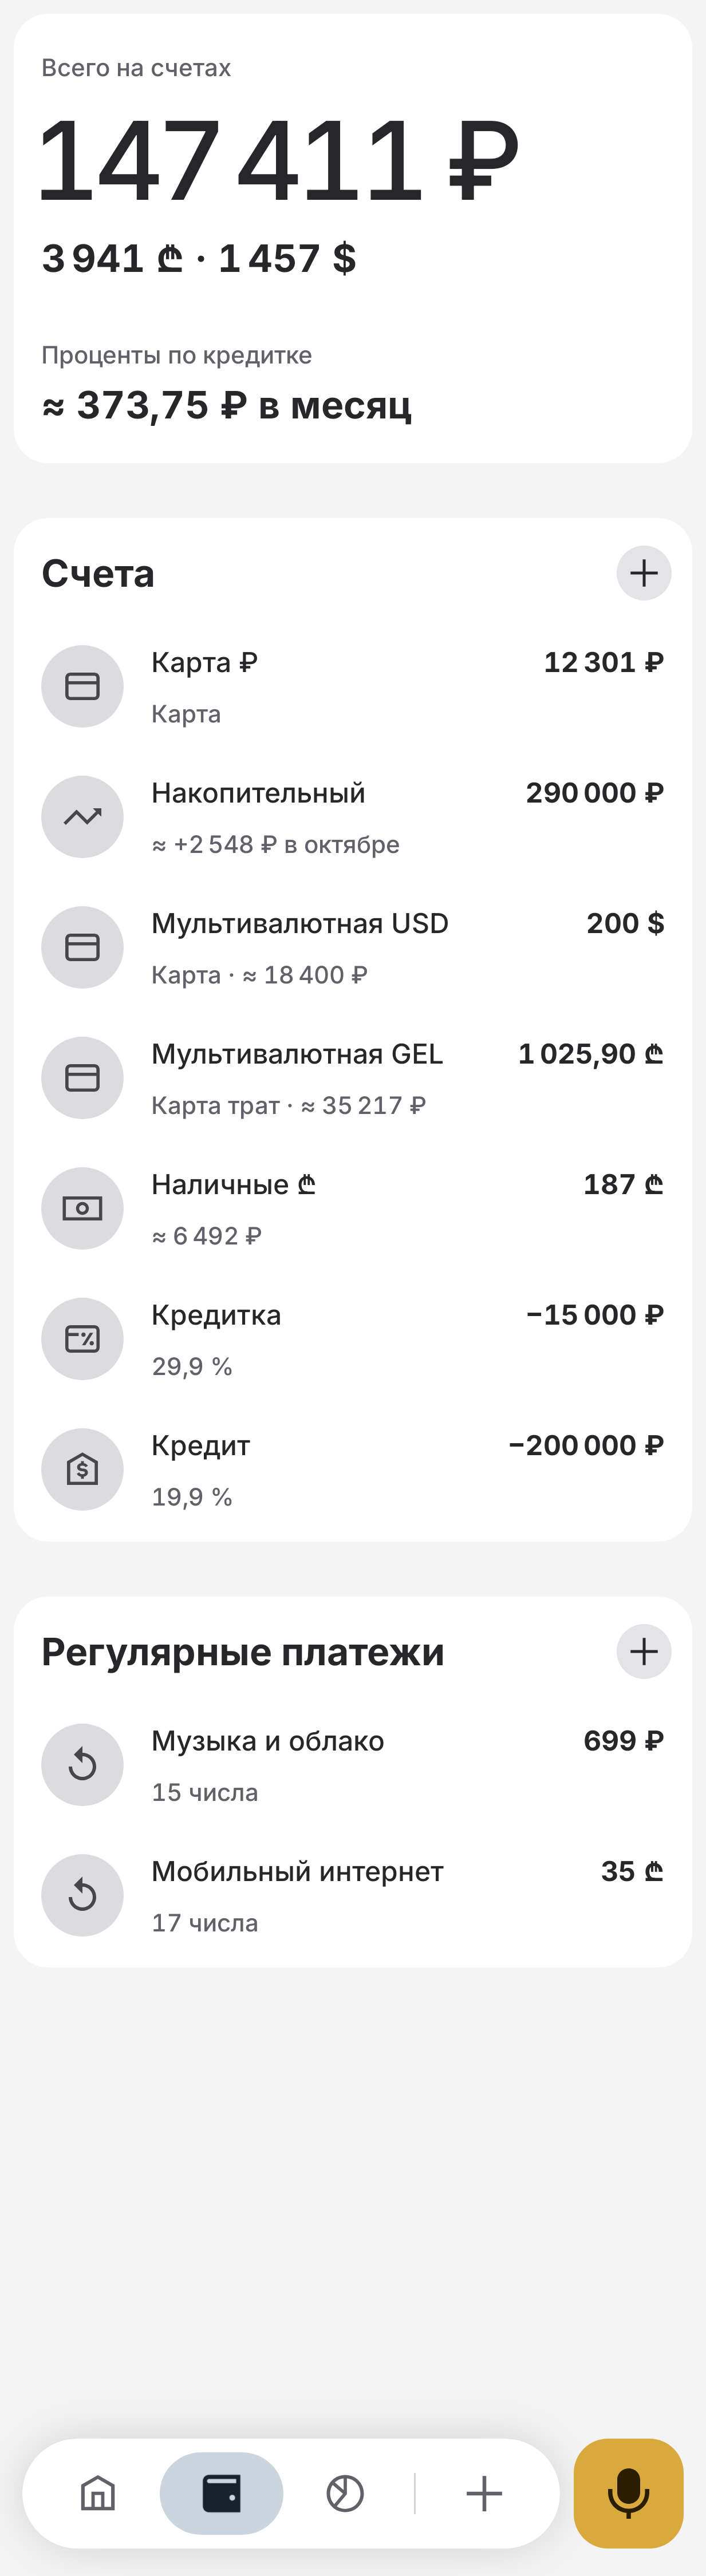 Всего на счетах
147 411 ₽
3 941 ₾ · 1 457 $
Проценты по кредитке
≈ 373,75 ₽ в месяц
Счета
Карта ₽
12 301 ₽
Карта
Накопительный
290 000 ₽
≈ +2 548 ₽ в октябре
Мультивалютная USD
200 $
Карта · ≈ 18 400 ₽
Мультивалютная GEL
1 025,90 ₾
Карта трат · ≈ 35 217 ₽
Наличные ₾
187 ₾
≈ 6 492 ₽
Кредитка
−15 000 ₽
29,9 %
Кредит
−200 000 ₽
19,9 %
Регулярные платежи
Музыка и облако
699 ₽
15 числа
Мобильный интернет
35 ₾
17 числа